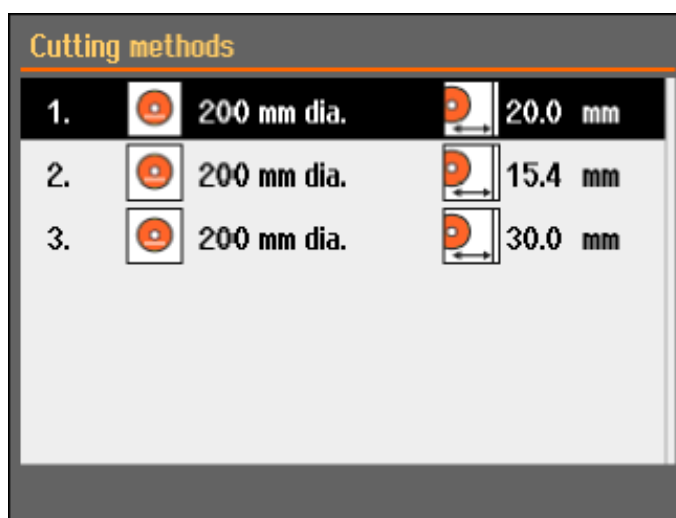 Cutting methods
1. 200 mm dia. 20.0 mm
2. 200 mm dia. 15.4 mm
3. 200 mm dia. 30.0 mm